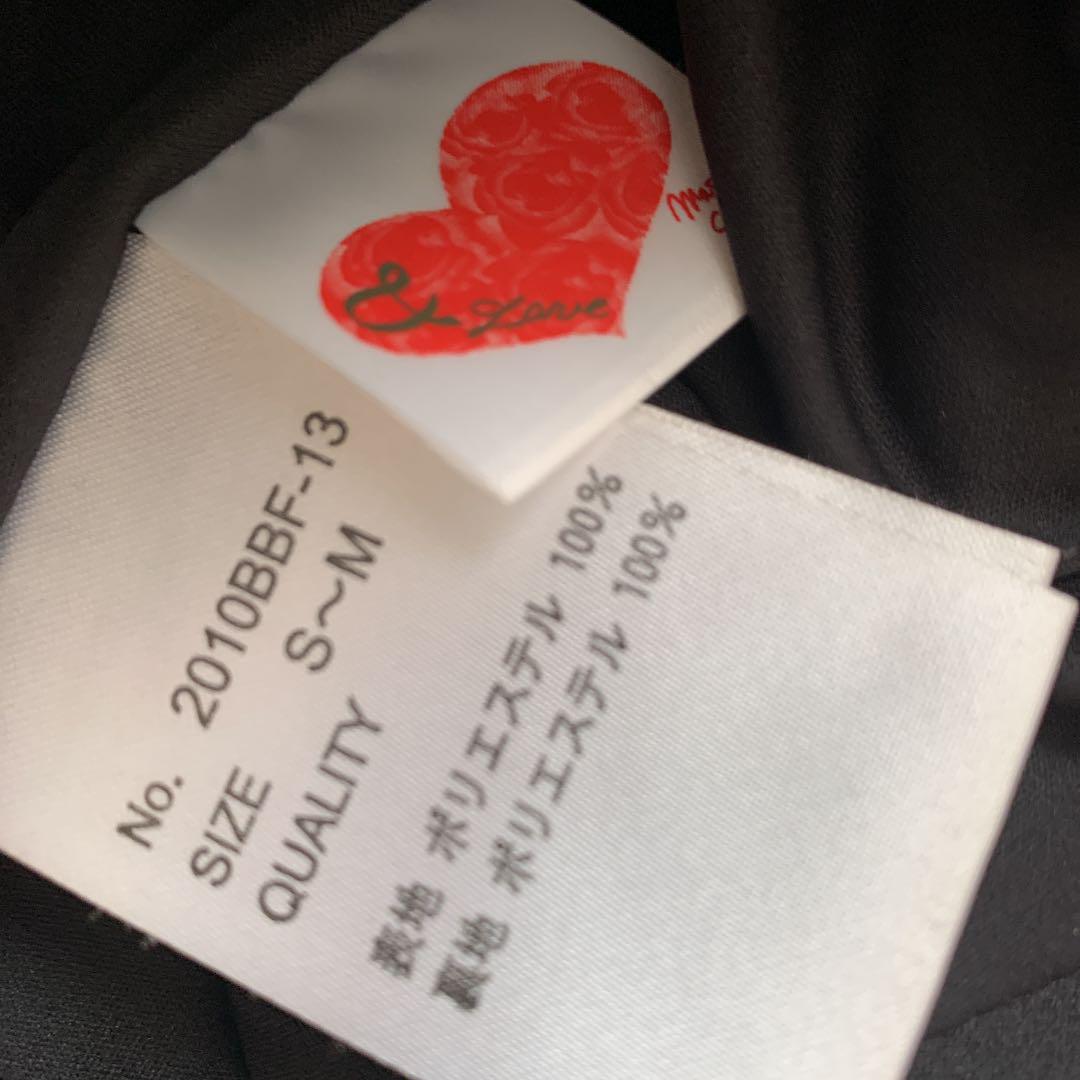 & Love
No. 2010BBF-13
SIZE S～M
QUALITY
表地 ポリエステル 100%
裏地 ポリエステル 100%